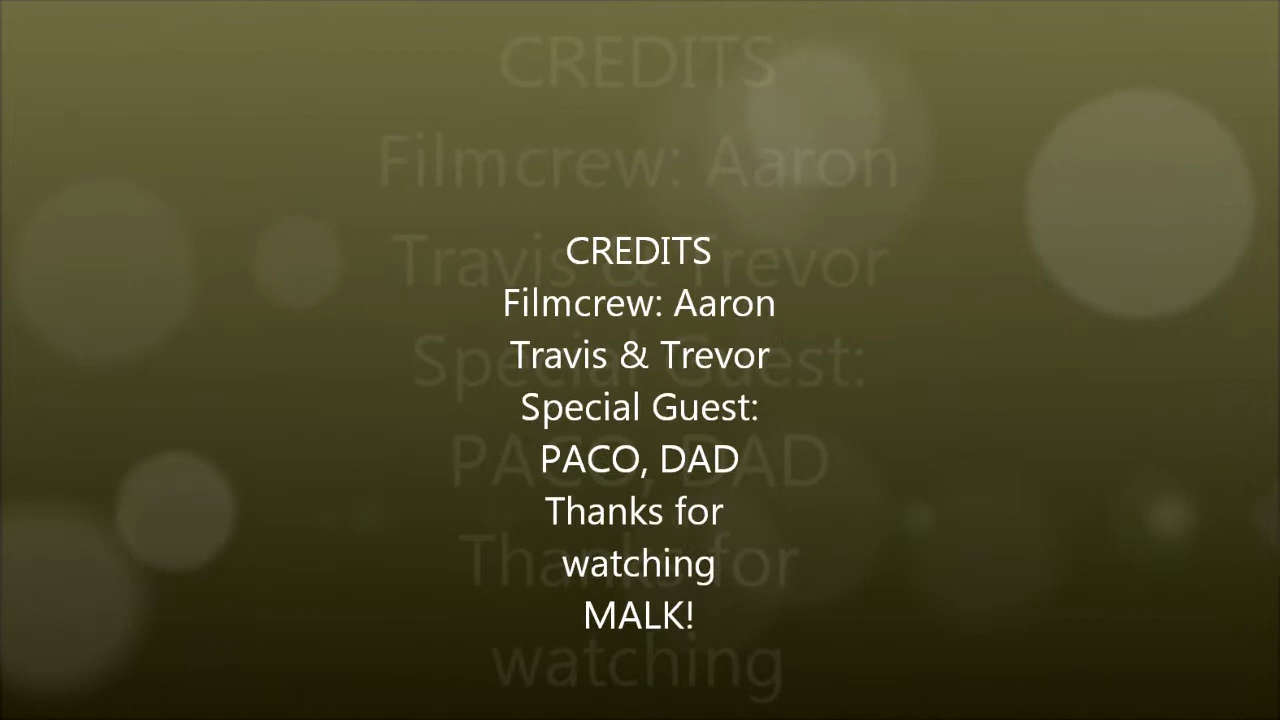 CREDITS
Filmcrew: Aaron
Travis & Trevor
Special Guest:
PACO, DAD
Thanks for
watching
MALK!